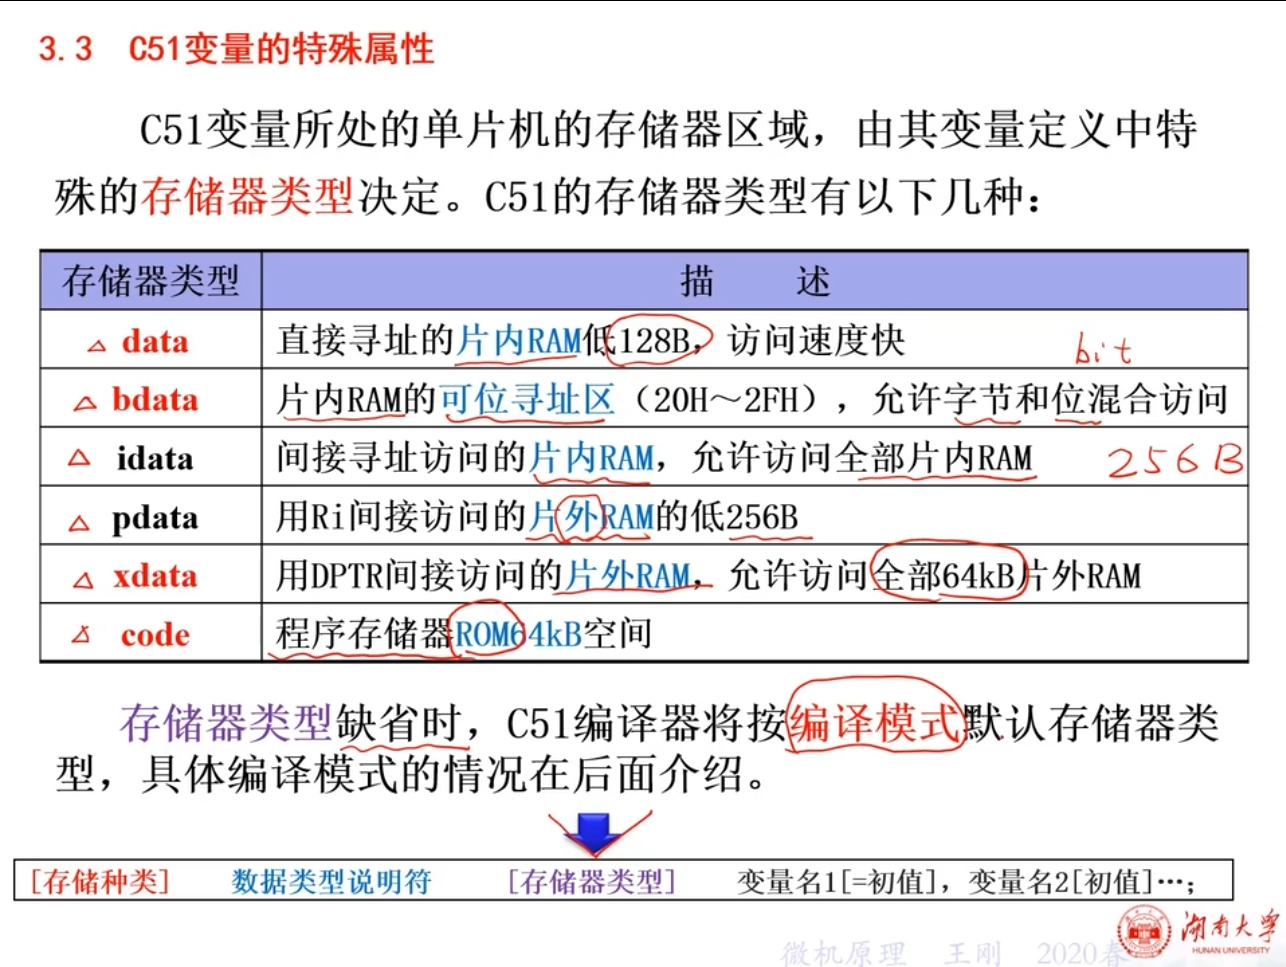 3.3 C51变量的特殊属性
C51变量所处的单片机的存储器区域，由其变量定义中特
殊的存储器类型决定。C51的存储器类型有以下几种：
存储器类型 描 述
data 直接寻址的片内RAM低128B，访问速度快
bit
bdata 片内RAM的可位寻址区（20H～2FH），允许字节和位混合访问
idata 间接寻址访问的片内RAM，允许访问全部片内RAM 256B
pdata 用Ri间接访问的片外RAM的低256B
xdata 用DPTR间接访问的片外RAM，允许访问全部64kB片外RAM
code 程序存储器ROM64kB空间
存储器类型缺省时，C51编译器将按编译模式默认存储器类
型，具体编译模式的情况在后面介绍。
[存储种类] 数据类型说明符 [存储器类型] 变量名1[=初值]，变量名2[初值]…;
湖南大学
HUNAN UNIVERSITY
微机原理 王刚 2020春